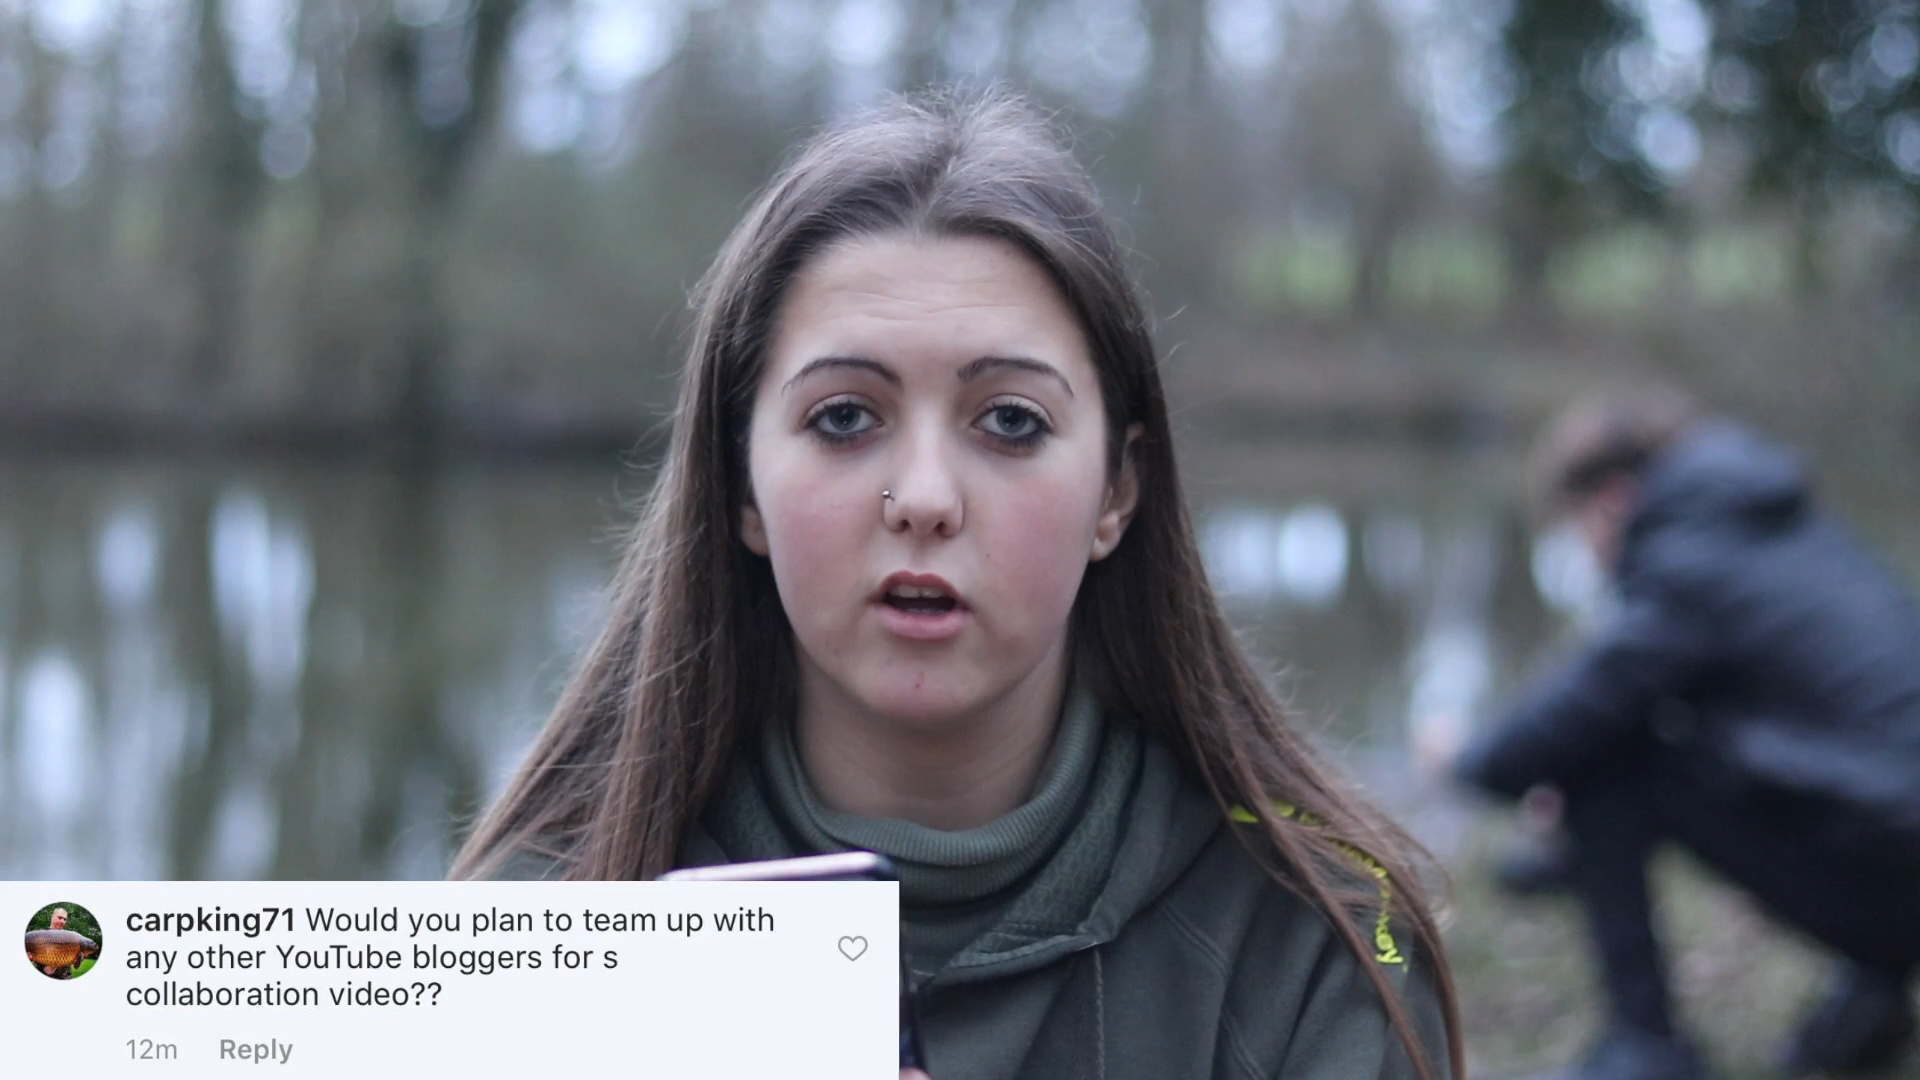 carpking71 Would you plan to team up with
any other YouTube bloggers for s
collaboration video??
12m Reply